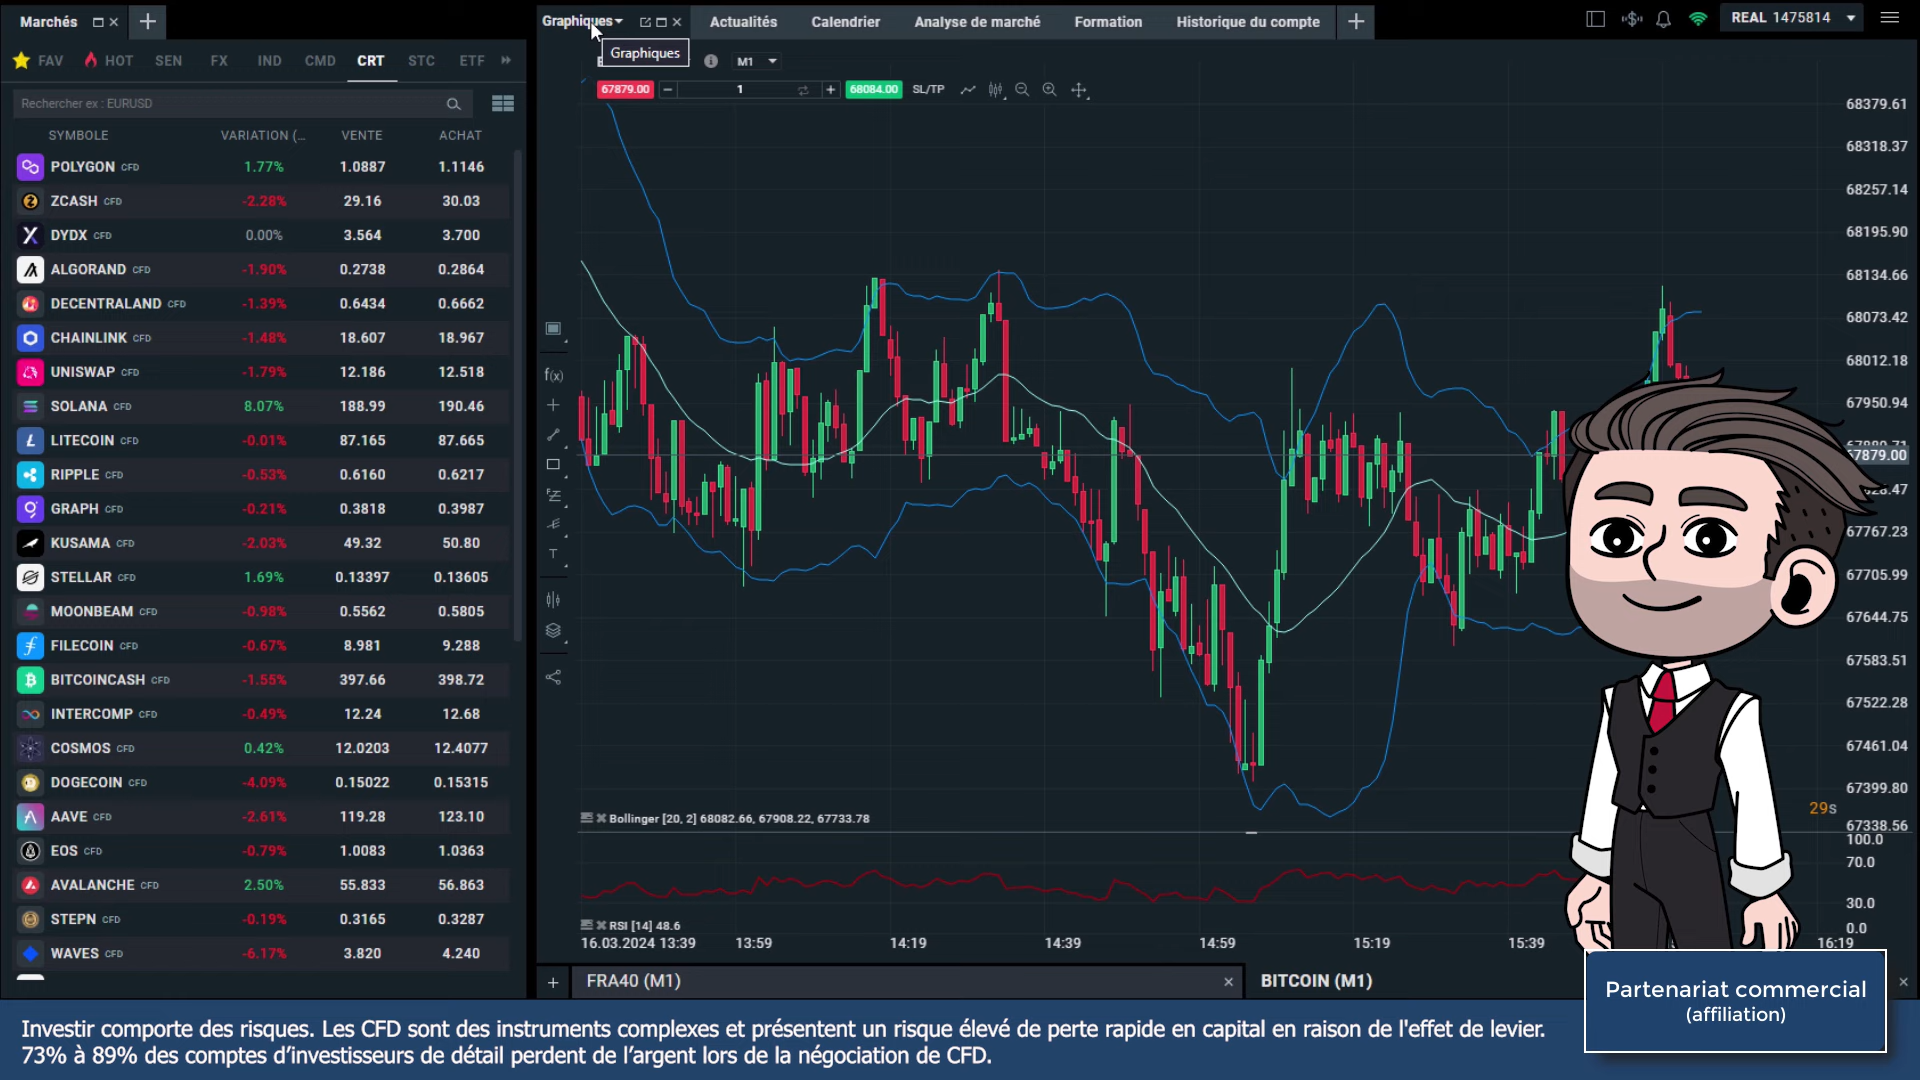 Marchés
Graphiques
Actualités
Calendrier
Analyse de marché
Formation
Historique du compte
REAL 1475814
Graphiques
FAV
HOT
SEN
FX
IND
CMD
CRT
STC
ETF
M1
Rechercher ex : EURUSD
67879.00
1
68084.00
SL/TP
SYMBOLE VARIATION (... VENTE ACHAT
POLYGON CFD 1.77% 1.0887 1.1146
ZCASH CFD -2.28% 29.16 30.03
DYDX CFD 0.00% 3.564 3.700
ALGORAND CFD -1.90% 0.2738 0.2864
DECENTRALAND CFD -1.39% 0.6434 0.6662
CHAINLINK CFD -1.48% 18.607 18.967
UNISWAP CFD -1.79% 12.186 12.518
SOLANA CFD 8.07% 188.99 190.46
LITECOIN CFD -0.01% 87.165 87.665
RIPPLE CFD -0.53% 0.6160 0.6217
GRAPH CFD -0.21% 0.3818 0.3987
KUSAMA CFD -2.03% 49.32 50.80
STELLAR CFD 1.69% 0.13397 0.13605
MOONBEAM CFD -0.98% 0.5562 0.5805
FILECOIN CFD -0.67% 8.981 9.288
BITCOINCASH CFD -1.55% 397.66 398.72
INTERCOMP CFD -0.49% 12.24 12.68
COSMOS CFD 0.42% 12.0203 12.4077
DOGECOIN CFD -4.09% 0.15022 0.15315
AAVE CFD -2.61% 119.28 123.10
EOS CFD -0.79% 1.0083 1.0363
AVALANCHE CFD 2.50% 55.833 56.863
STEPN CFD -0.19% 0.3165 0.3287
WAVES CFD -6.17% 3.820 4.240
f(x)
T
68379.61
68318.37
68257.14
68195.90
68134.66
68073.42
68012.18
67950.94
67879.00
67767.23
67705.99
67644.75
67583.51
67522.28
67461.04
67399.80
29s
67338.56
100.0
70.0
30.0
0.0
Bollinger [20, 2] 68082.66, 67908.22, 67733.78
RSI [14] 48.6
16.03.2024 13:39 13:59 14:19 14:39 14:59 15:19 15:39 16:19
FRA40 (M1)
BITCOIN (M1)
Partenariat commercial
(affiliation)
Investir comporte des risques. Les CFD sont des instruments complexes et présentent un risque élevé de perte rapide en capital en raison de l'effet de levier.
73% à 89% des comptes d'investisseurs de détail perdent de l'argent lors de la négociation de CFD.